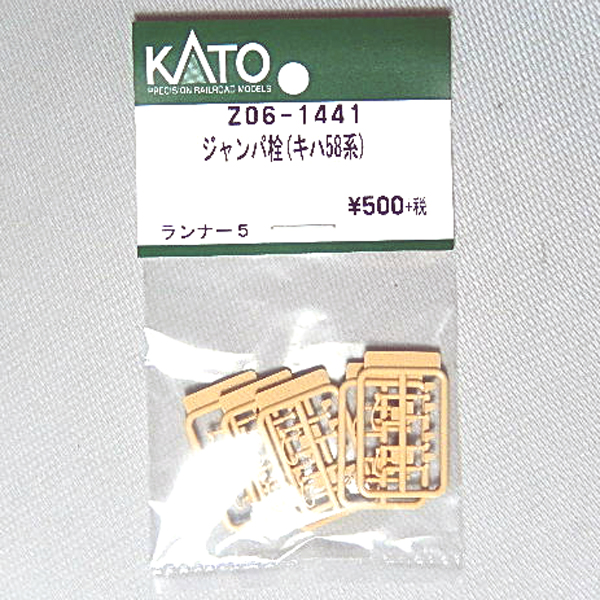 KATO
PRECISION RAILROAD MODELS
Z06-1441
ジャンパ栓(キハ58系)
¥500+税
ランナー5